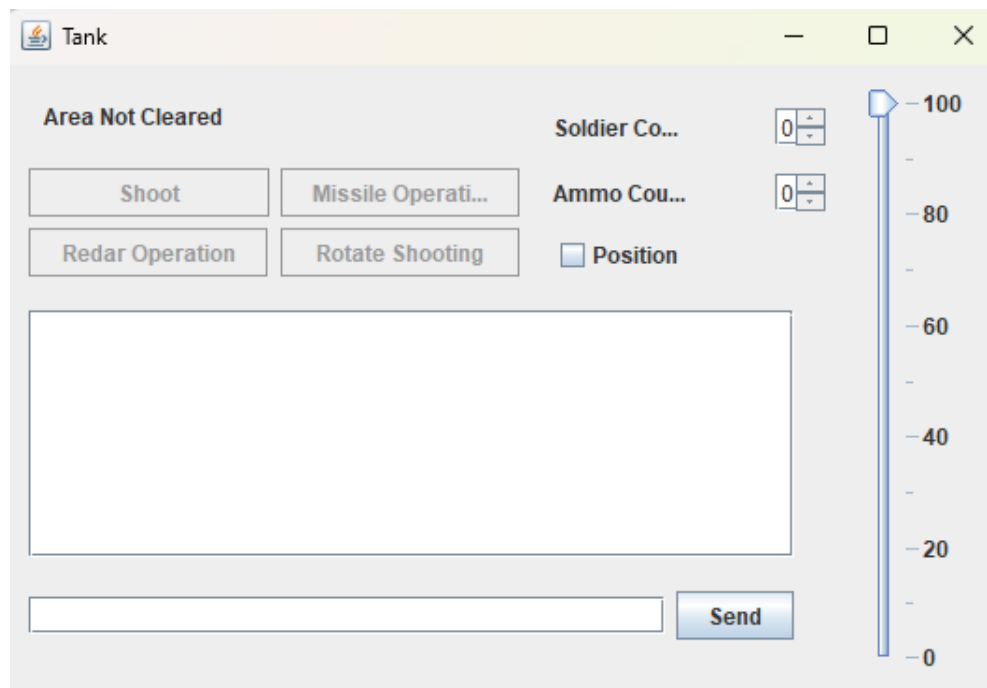 Tank
Area Not Cleared
Soldier Co... 0
Shoot Missile Operati... Ammo Cou... 0
Redar Operation Rotate Shooting Position
Send
100
80
60
40
20
0